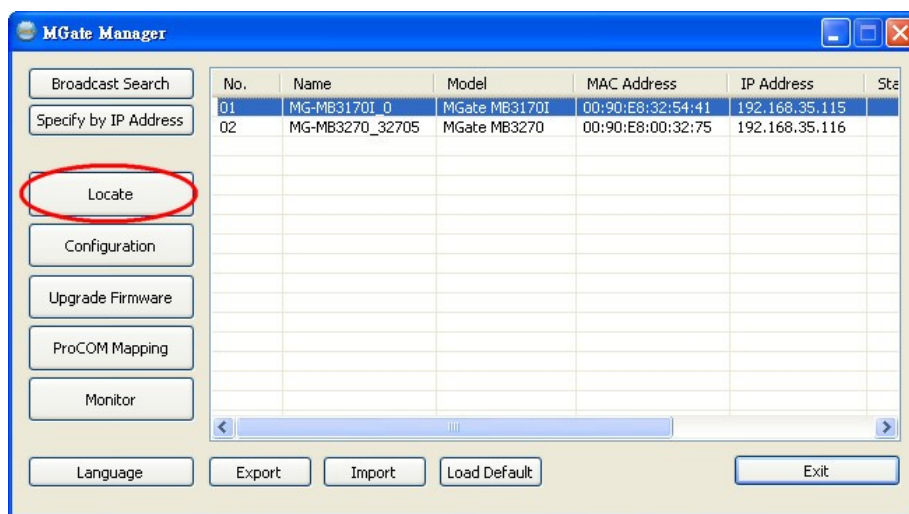 MGate Manager
Broadcast Search
Specify by IP Address
Locate
Configuration
Upgrade Firmware
ProCOM Mapping
Monitor
No. Name Model MAC Address IP Address Sta
01 MG-MB3170I_0 MGate MB3170I 00:90:E8:32:54:41 192.168.35.115
02 MG-MB3270_32705 MGate MB3270 00:90:E8:00:32:75 192.168.35.116
Language Export Import Load Default Exit